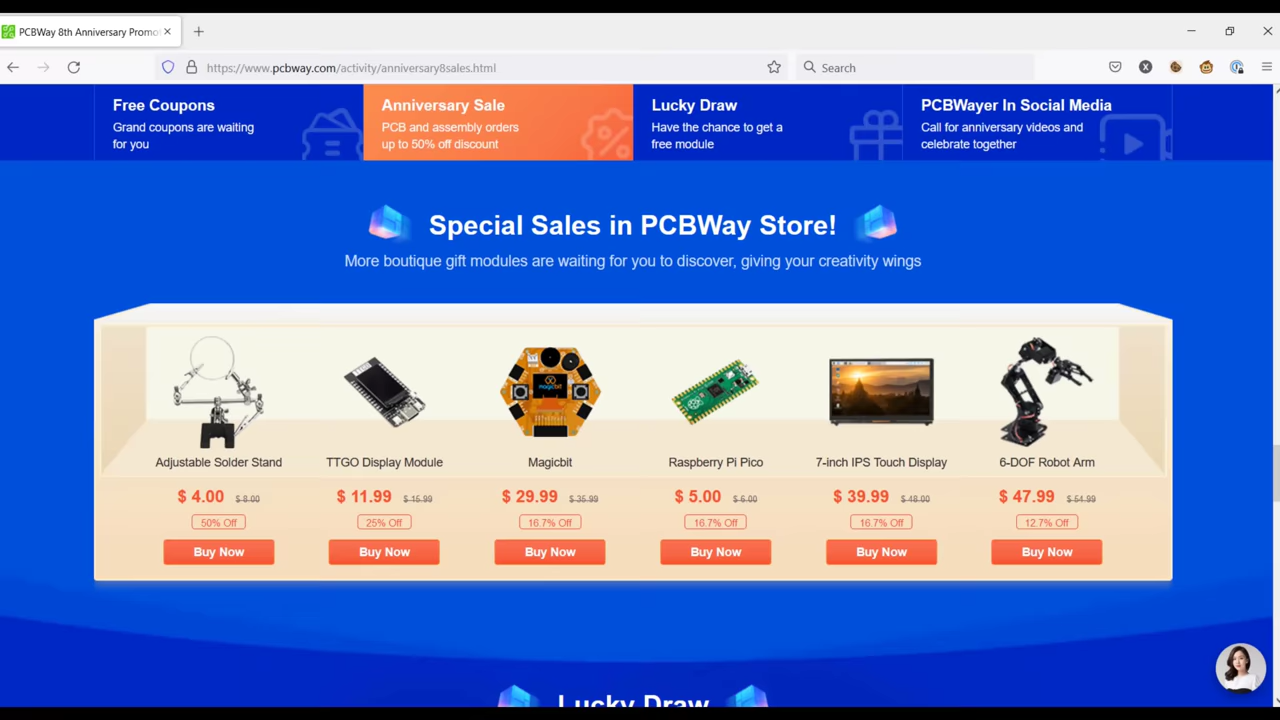 PCBWay 8th Anniversary Promo
https://www.pcbway.com/activity/anniversary8sales.html
Search
Free Coupons
Grand coupons are waiting
for you
Anniversary Sale
PCB and assembly orders
up to 50% off discount
Lucky Draw
Have the chance to get a
free module
PCBWayer In Social Media
Call for anniversary videos and
celebrate together
Special Sales in PCBWay Store!
More boutique gift modules are waiting for you to discover, giving your creativity wings
magicbit
Adjustable Solder Stand
TTGO Display Module
Magicbit
Raspberry Pi Pico
7-inch IPS Touch Display
6-DOF Robot Arm
$ 4.00 $ 8.00
$ 11.99 $ 15.99
$ 29.99 $ 35.99
$ 5.00 $ 6.00
$ 39.99 $ 48.00
$ 47.99 $ 54.99
50% Off
25% Off
16.7% Off
16.7% Off
16.7% Off
12.7% Off
Buy Now
Buy Now
Buy Now
Buy Now
Buy Now
Buy Now
Lucky Draw